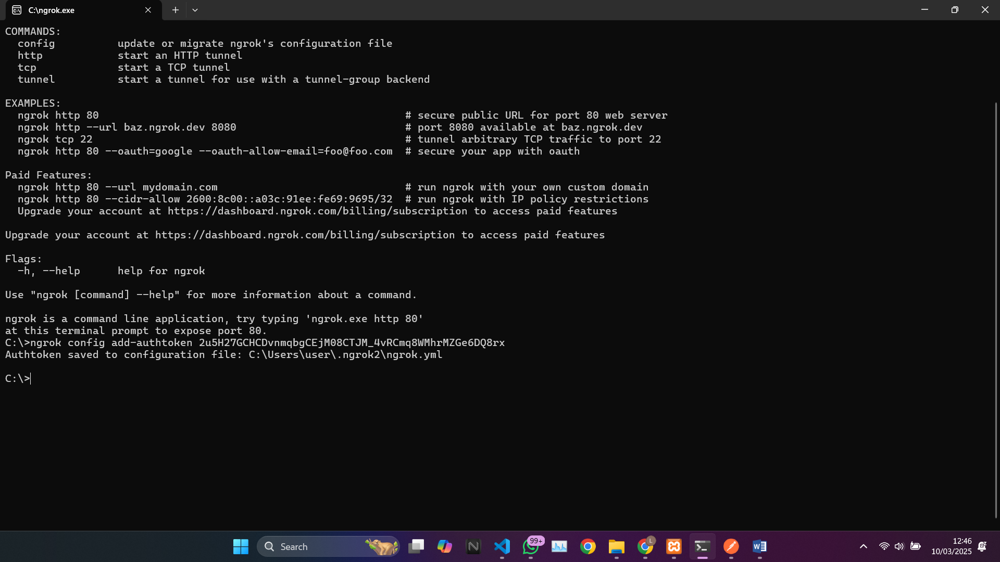 C:\ngrok.exe
COMMANDS:
config update or migrate ngrok's configuration file
http start an HTTP tunnel
tcp start a TCP tunnel
tunnel start a tunnel for use with a tunnel-group backend
EXAMPLES:
ngrok http 80 # secure public URL for port 80 web server
ngrok http --url baz.ngrok.dev 8080 # port 8080 available at baz.ngrok.dev
ngrok tcp 22 # tunnel arbitrary TCP traffic to port 22
ngrok http 80 --oauth=google --oauth-allow-email=foo@foo.com # secure your app with oauth
Paid Features:
ngrok http 80 --url mydomain.com # run ngrok with your own custom domain
ngrok http 80 --cidr-allow 2600:8c00::a03c:91ee:fe69:9695/32 # run ngrok with IP policy restrictions
Upgrade your account at https://dashboard.ngrok.com/billing/subscription to access paid features
Upgrade your account at https://dashboard.ngrok.com/billing/subscription to access paid features
Flags:
-h, --help help for ngrok
Use "ngrok [command] --help" for more information about a command.
ngrok is a command line application, try typing 'ngrok.exe http 80'
at this terminal prompt to expose port 80.
C:\>ngrok config add-authtoken 2u5H27GCHCDvnmqbgCEjM08CTJM_4vRCmq8WMhrMZGe6DQ8rx
Authtoken saved to configuration file: C:\Users\user\.ngrok2\ngrok.yml
C:\>
Search
99+
L
12:46
10/03/2025